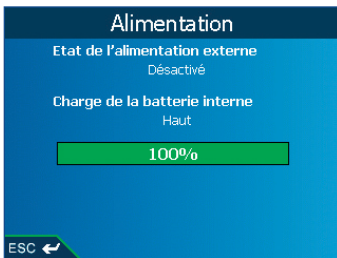 Alimentation
Etat de l'alimentation externe
Désactivé
Charge de la batterie interne
Haut
100%
ESC